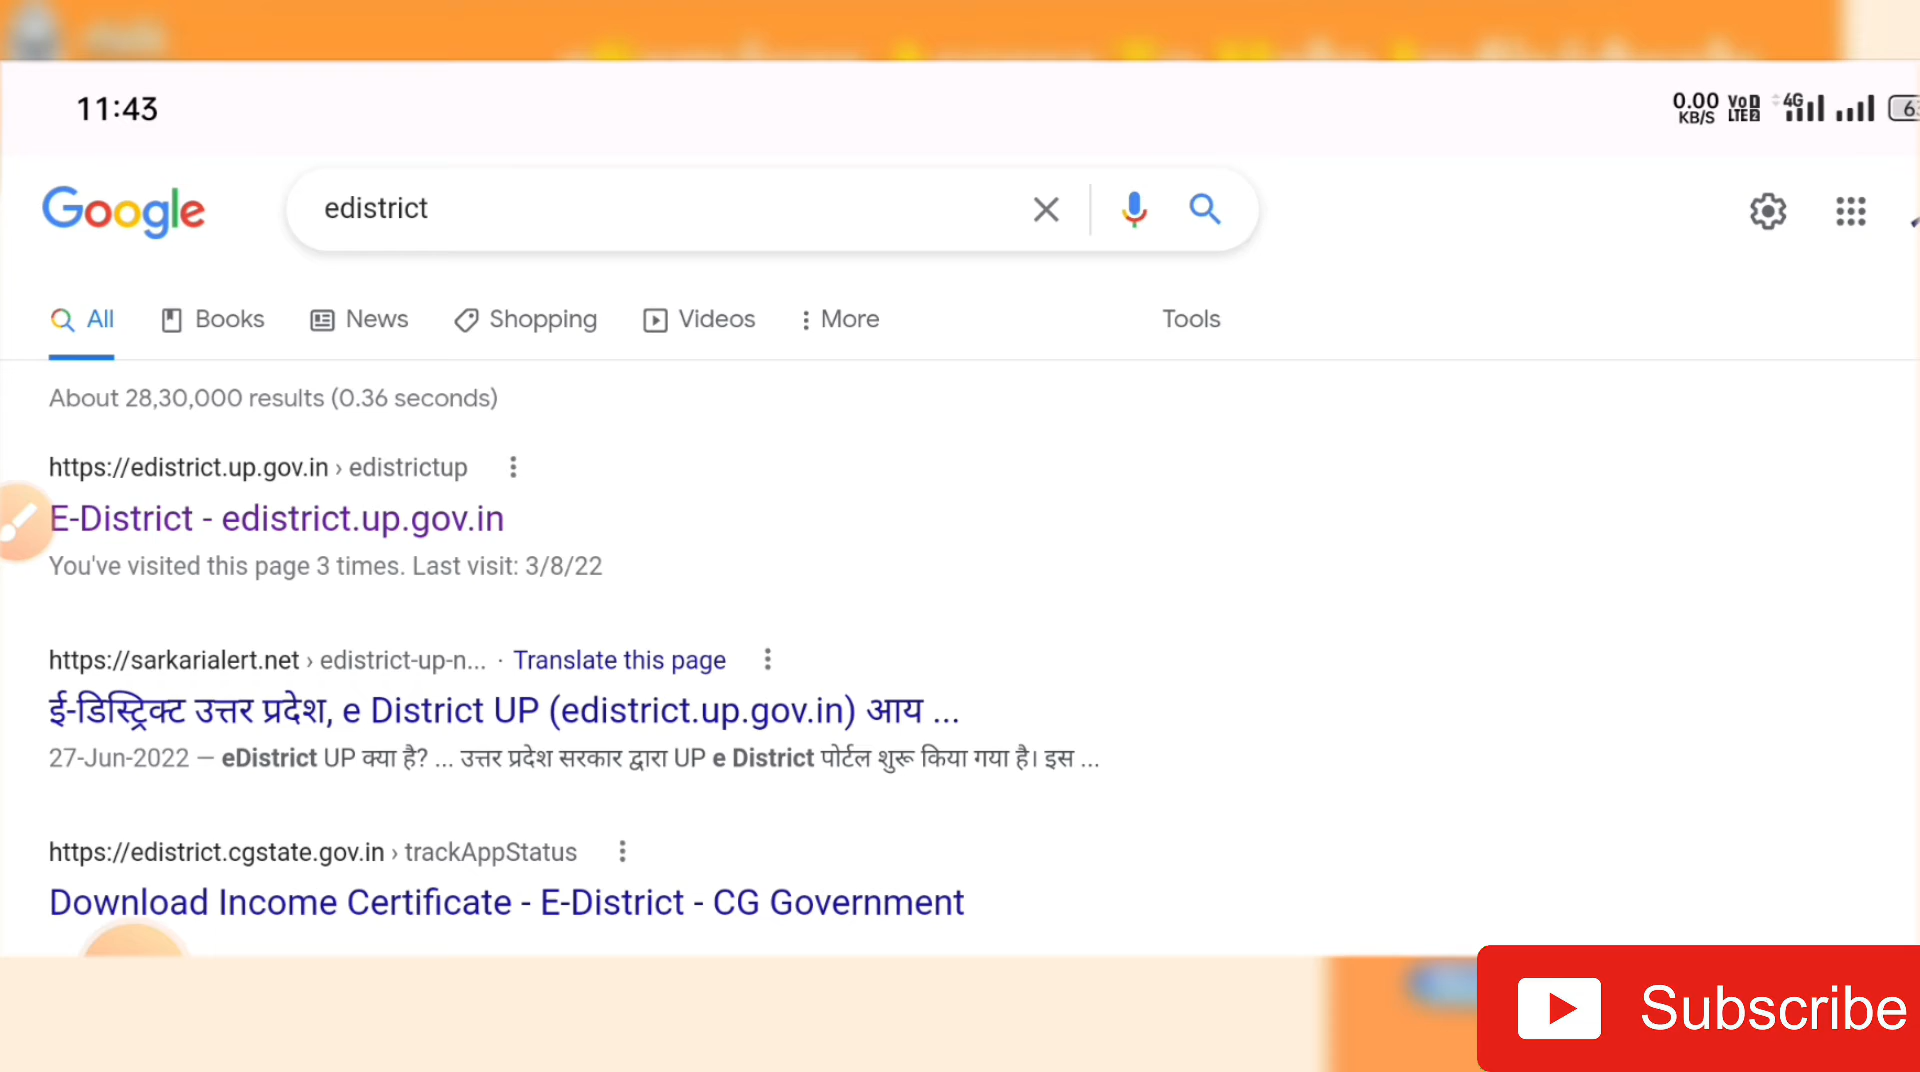 11:43
0.00 KB/S VoD LTE2 4G
Google
edistrict
All Books News Shopping Videos More Tools
About 28,30,000 results (0.36 seconds)
https://edistrict.up.gov.in › edistrictup
E-District - edistrict.up.gov.in
You've visited this page 3 times. Last visit: 3/8/22
https://sarkarialert.net › edistrict-up-n... · Translate this page
ई-डिस्ट्रिक्ट उत्तर प्रदेश, e District UP (edistrict.up.gov.in) आय ...
27-Jun-2022 — eDistrict UP क्या है? ... उत्तर प्रदेश सरकार द्वारा UP e District पोर्टल शुरू किया गया है। इस ...
https://edistrict.cgstate.gov.in › trackAppStatus
Download Income Certificate - E-District - CG Government
Subscribe